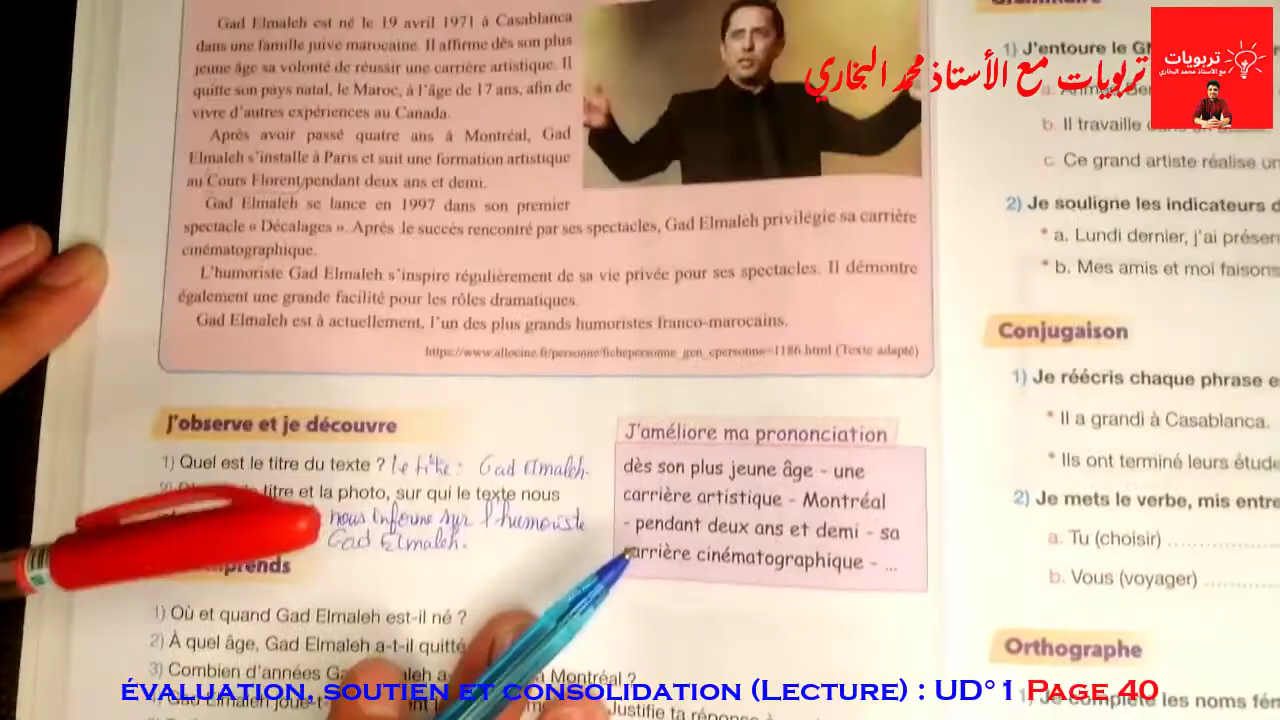 Gad Elmaleh est né le 19 avril 1971 à Casablanca
dans une famille juive marocaine. Il affirme dès son plus
jeune âge sa volonté de réussir une carrière artistique. Il
quitte son pays natal, le Maroc, à l'âge de 17 ans, afin de
vivre d'autres expériences au Canada.
Après avoir passé quatre ans à Montréal, Gad
Elmaleh s'installe à Paris et suit une formation artistique
au Cours Florent pendant deux ans et demi.
Gad Elmaleh se lance en 1997 dans son premier
spectacle « Décalages ». Après le succès rencontré par ses spectacles, Gad Elmaleh privilégie sa carrière
cinématographique.
L'humoriste Gad Elmaleh s'inspire régulièrement de sa vie privée pour ses spectacles. Il démontre
également une grande facilité pour les rôles dramatiques.
Gad Elmaleh est à actuellement, l'un des plus grands humoristes franco-marocains.
https://www.allocine.fr/personne/fichepersonne_gen_cpersonne=1186.html (Texte adapté)
J'observe et je découvre
1) Quel est le titre du texte ? Le titre : Gad Elmaleh.
titre et la photo, sur qui le texte nous
nous informe sur l'humoriste
Gad Elmaleh.
1) Où et quand Gad Elmaleh est-il né ?
2) À quel âge, Gad Elmaleh a-t-il quitté
3) Combien d'années
Montréal ?
Justifie ta réponse
J'améliore ma prononciation
dès son plus jeune âge - une
carrière artistique - Montréal
- pendant deux ans et demi - sa
carrière cinématographique - ...
1) J'entoure le
b. Il travaille
c. Ce grand artiste réalise
2) Je souligne les indicateurs
* a. Lundi dernier, j'ai
* b. Mes amis et moi faisons
Conjugaison
1) Je réécris chaque phrase
* Il a grandi à Casablanca.
* Ils ont terminé leurs
2) Je mets le verbe, mis
a. Tu (choisir)
b. Vous (voyager)
Orthographe
1) Je complète les noms
تربويات مع الأستاذ محمد البخاري
تربويات
مع الأستاذ محمد البخاري
évaluation, soutien et consolidation (Lecture) : UD°1 Page 40